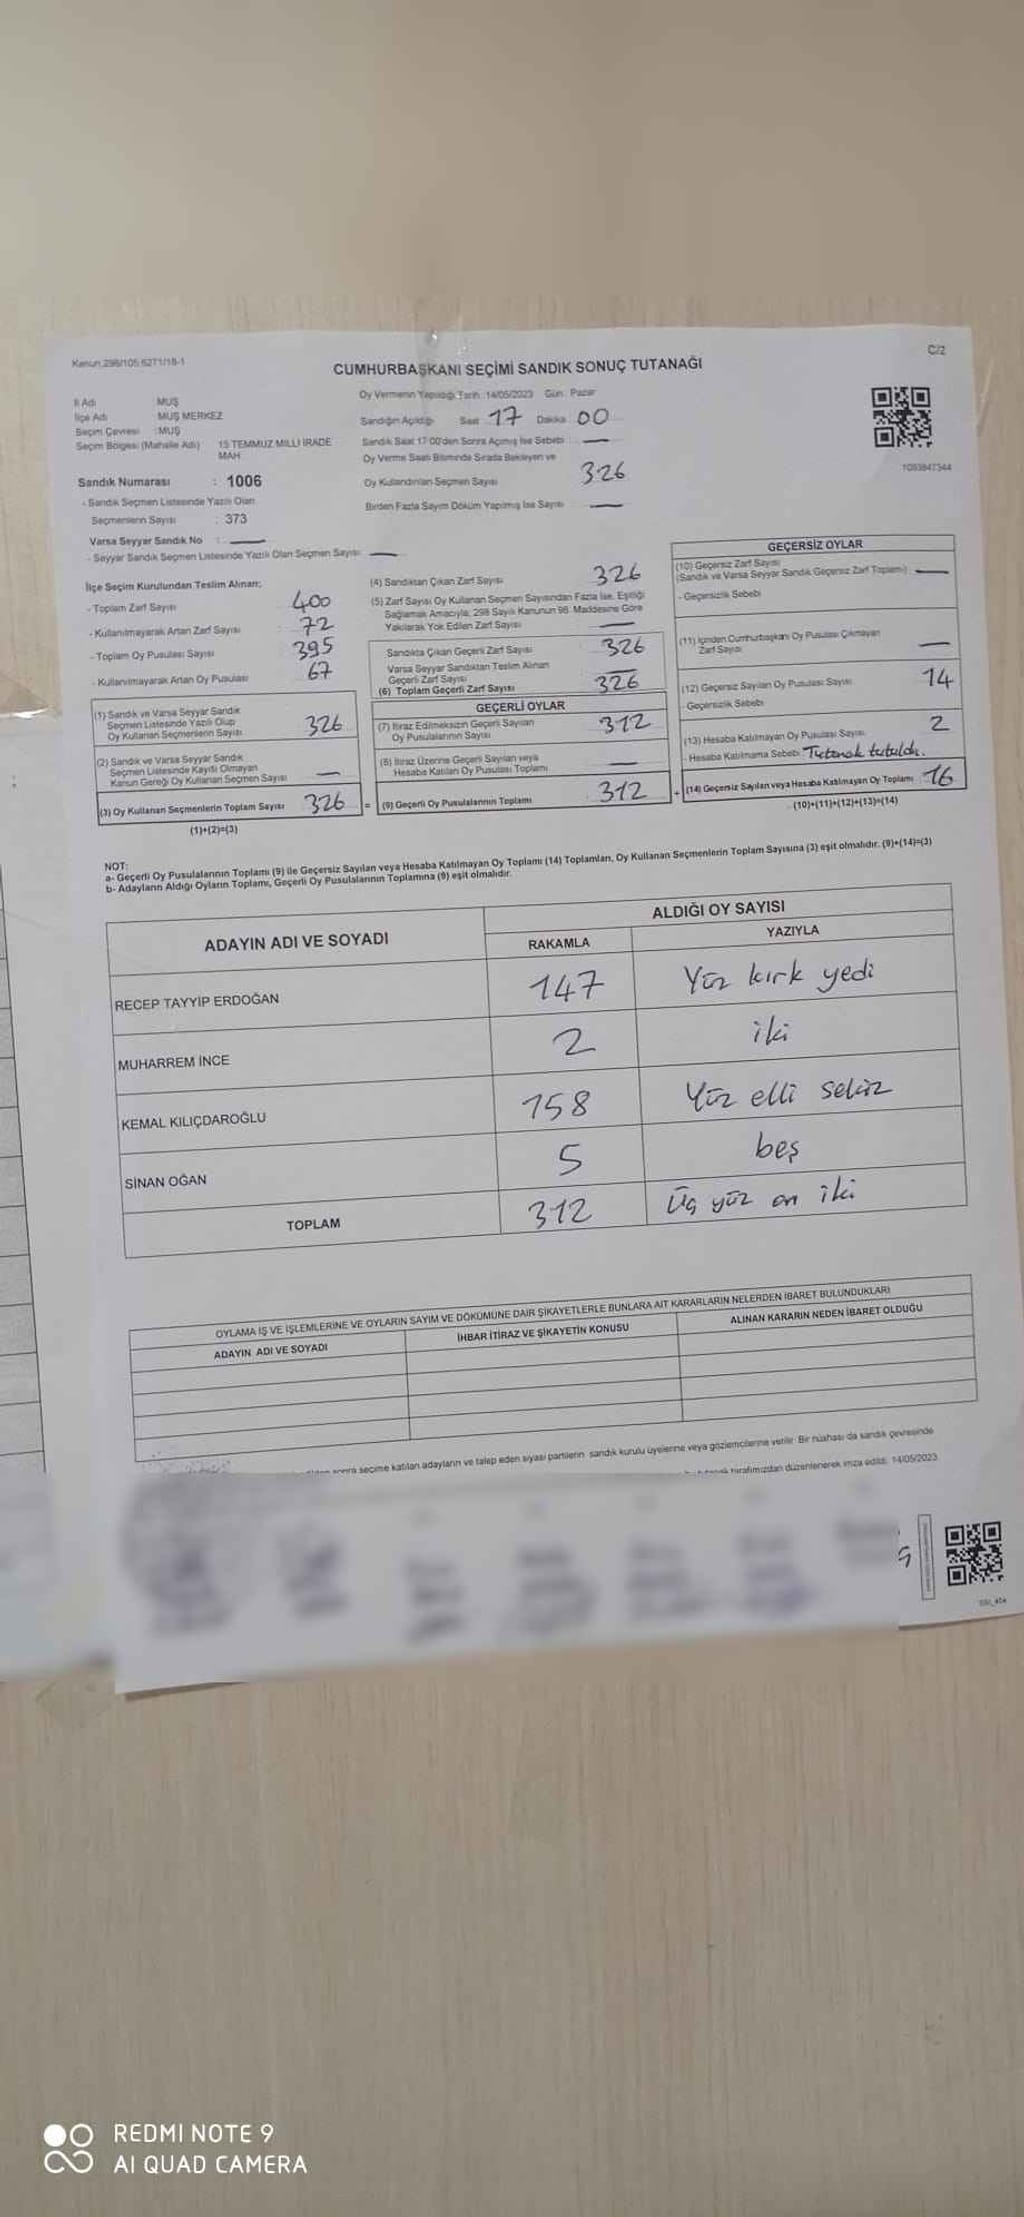 Kanun 298/105 6271/18-1
C/2
CUMHURBAŞKANI SEÇİMİ SANDIK SONUÇ TUTANAĞI
İl Adı : MUŞ
İlçe Adı : MUŞ MERKEZ
Seçim Çevresi : MUŞ
Seçim Bölgesi (Mahalle Adı) : 15 TEMMUZ MİLLİ İRADE
MAH
Sandık Numarası : 1006
- Sandık Seçmen Listesinde Yazılı Olan
Seçmenlerin Sayısı : 373
Varsa Seyyar Sandık No : —
- Seyyar Sandık Seçmen Listesinde Yazılı Olan Seçmen Sayısı —
Oy Vermenin Yapıldığı Tarih :14/05/2023 Gün : Pazar
Sandığın Açıldığı Saat 17 Dakika 00
Sandık Saat 17:00'den Sonra Açılmış İse Sebebi : —
Oy Verme Saati Bitiminde Sırada Bekleyen ve
Oy Kullandırılan Seçmen Sayısı 326
Birden Fazla Sayım Döküm Yapılmış İse Sayısı —
1093847344
İlçe Seçim Kurulundan Teslim Alınan;
- Toplam Zarf Sayısı 400
- Kullanılmayarak Artan Zarf Sayısı 72
- Toplam Oy Pusulası Sayısı 395
- Kullanılmayarak Artan Oy Pusulası 67
(1) Sandık ve Varsa Seyyar Sandık
Seçmen Listesinde Yazılı Olup
Oy Kullanan Seçmenlerin Sayısı 326
(2) Sandık ve Varsa Seyyar Sandık
Seçmen Listesinde Kayıtlı Olmayan
Kanun Gereği Oy Kullanan Seçmen Sayısı —
(3) Oy Kullanan Seçmenlerin Toplam Sayısı 326
(1)+(2)=(3)
(4) Sandıktan Çıkan Zarf Sayısı 326
(5) Zarf Sayısı Oy Kullanan Seçmen Sayısından Fazla İse, Eşitliği
Sağlamak Amacıyla, 298 Sayılı Kanunun 98. Maddesine Göre
Yakılarak Yok Edilen Zarf Sayısı —
Sandıkta Çıkan Geçerli Zarf Sayısı 326
Varsa Seyyar Sandıktan Teslim Alınan
Geçerli Zarf Sayısı —
(6) Toplam Geçerli Zarf Sayısı 326
GEÇERLİ OYLAR
(7) İtiraz Edilmeksizin Geçerli Sayılan
Oy Pusulalarının Sayısı 312
(8) İtiraz Üzerine Geçerli Sayılan veya
Hesaba Katılan Oy Pusulası Toplamı —
= (9) Geçerli Oy Pusulalarının Toplamı 312
GEÇERSİZ OYLAR
(10) Geçersiz Zarf Sayısı
(Sandık ve Varsa Seyyar Sandık Geçersiz Zarf Toplamı) —
- Geçersizlik Sebebi
(11) İçinden Cumhurbaşkanı Oy Pusulası Çıkmayan
Zarf Sayısı —
(12) Geçersiz Sayılan Oy Pusulası Sayısı 14
- Geçersizlik Sebebi
(13) Hesaba Katılmayan Oy Pusulası Sayısı 2
- Hesaba Katılmama Sebebi Tutanak tutuldu.
+ (14) Geçersiz Sayılan veya Hesaba Katılmayan Oy Toplamı 16
(10)+(11)+(12)+(13)=(14)
NOT:
a- Geçerli Oy Pusulalarının Toplamı (9) ile Geçersiz Sayılan veya Hesaba Katılmayan Oy Toplamı (14) Toplamları, Oy Kullanan Seçmenlerin Toplam Sayısına (3) eşit olmalıdır. (9)+(14)=(3)
b- Adayların Aldığı Oyların Toplamı, Geçerli Oy Pusulalarının Toplamına (9) eşit olmalıdır.
ADAYIN ADI VE SOYADI
ALDIĞI OY SAYISI
RAKAMLA YAZIYLA
RECEP TAYYİP ERDOĞAN 147 Yüz kırk yedi
MUHARREM İNCE 2 iki
KEMAL KILIÇDAROĞLU 158 Yüz elli sekiz
SİNAN OĞAN 5 beş
TOPLAM 312 Üç yüz on iki
OYLAMA İŞ VE İŞLEMLERİNE VE OYLARIN SAYIM VE DÖKÜMÜNE DAİR ŞİKAYETLERLE BUNLARA AİT KARARLARIN NELERDEN İBARET BULUNDUKLARI
ADAYIN ADI VE SOYADI İHBAR İTİRAZ VE ŞİKAYETİN KONUSU ALINAN KARARIN NEDEN İBARET OLDUĞU
sonra seçime katılan adayların ve talep eden siyasi partilerin sandık kurulu üyelerine veya gözlemcilerine verilir. Bir nüshası da sandık çevresinde
tarafımızdan düzenlenerek imza edildi. 14/05/2023
REDMI NOTE 9
AI QUAD CAMERA